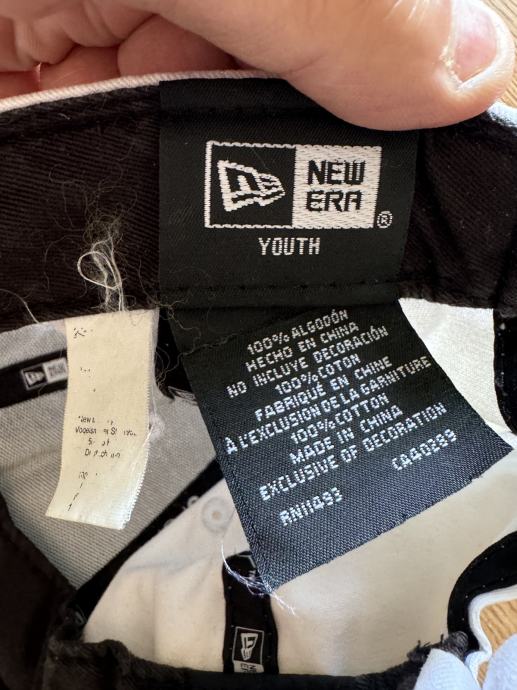 NEW
ERA
®
YOUTH
100% ALGODÓN
HECHO EN CHINA
NO INCLUYE DECORACIÓN
100% COTON
FABRIQUÉ EN CHINE
À L'EXCLUSION DE LA GARNITURE
100% COTTON
MADE IN CHINA
EXCLUSIVE OF DECORATION
RN11493 CA40289